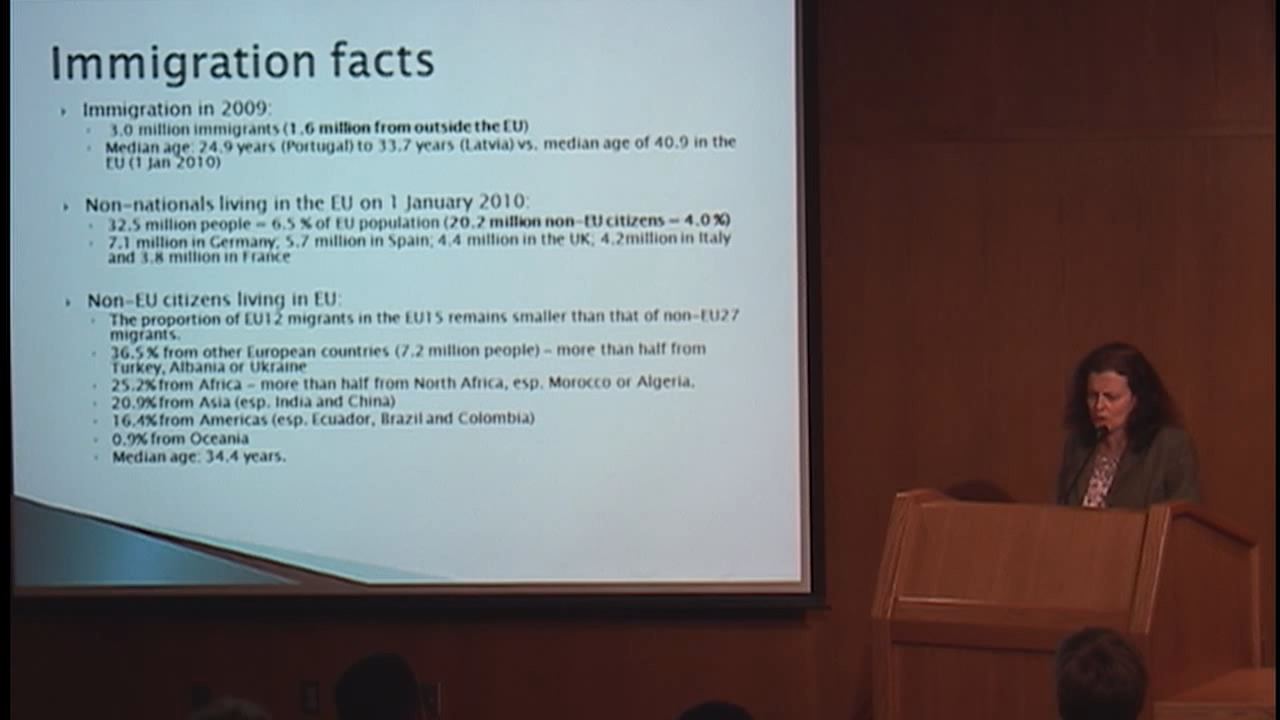 Immigration facts
Immigration in 2009:
3.0 million immigrants (1.6 million from outside the EU)
Median age: 24.9 years (Portugal) to 33.7 years (Latvia) vs. median age of 40.9 in the
EU (1 Jan 2010)
Non-nationals living in the EU on 1 January 2010:
32.5 million people = 6.5 % of EU population (20.2 million non-EU citizens = 4.0 %)
7.1 million in Germany; 5.7 million in Spain; 4.4 million in the UK; 4.2million in Italy
and 3.8 million in France
Non-EU citizens living in EU:
The proportion of EU12 migrants in the EU15 remains smaller than that of non-EU27
migrants.
36.5 % from other European countries (7.2 million people) - more than half from
Turkey, Albania or Ukraine
25.2% from Africa - more than half from North Africa, esp. Morocco or Algeria.
20.9% from Asia (esp. India and China)
16.4% from Americas (esp. Ecuador, Brazil and Colombia)
0.9% from Oceania
Median age: 34.4 years.